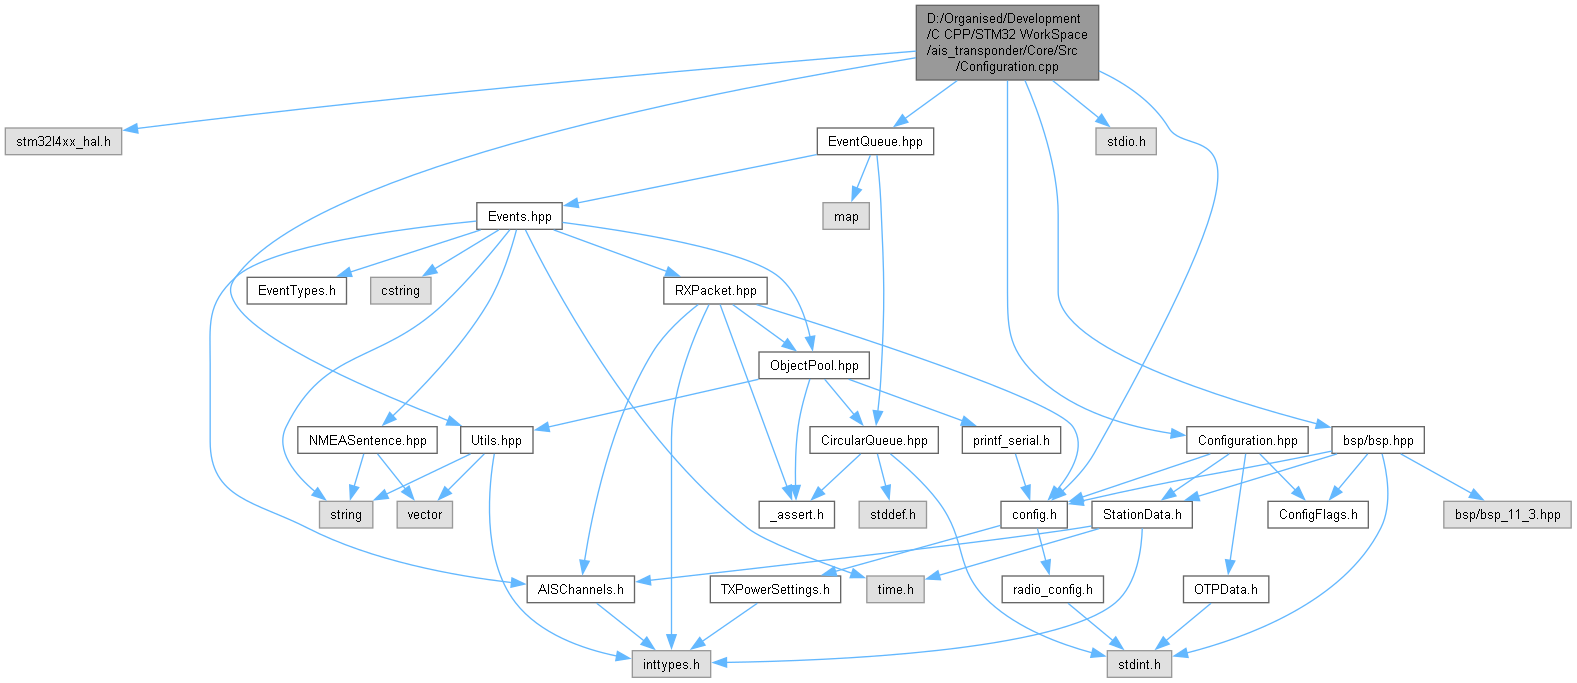 D:/Organised/Development
/C CPP/STM32 WorkSpace
/ais_transponder/Core/Src
/Configuration.cpp
stm32l4xx_hal.h
EventQueue.hpp
stdio.h
Events.hpp
map
EventTypes.h
cstring
RXPacket.hpp
ObjectPool.hpp
NMEASentence.hpp
Utils.hpp
CircularQueue.hpp
printf_serial.h
Configuration.hpp
bsp/bsp.hpp
string
vector
_assert.h
stddef.h
config.h
StationData.h
ConfigFlags.h
bsp/bsp_11_3.hpp
AISChannels.h
TXPowerSettings.h
time.h
radio_config.h
OTPData.h
inttypes.h
stdint.h